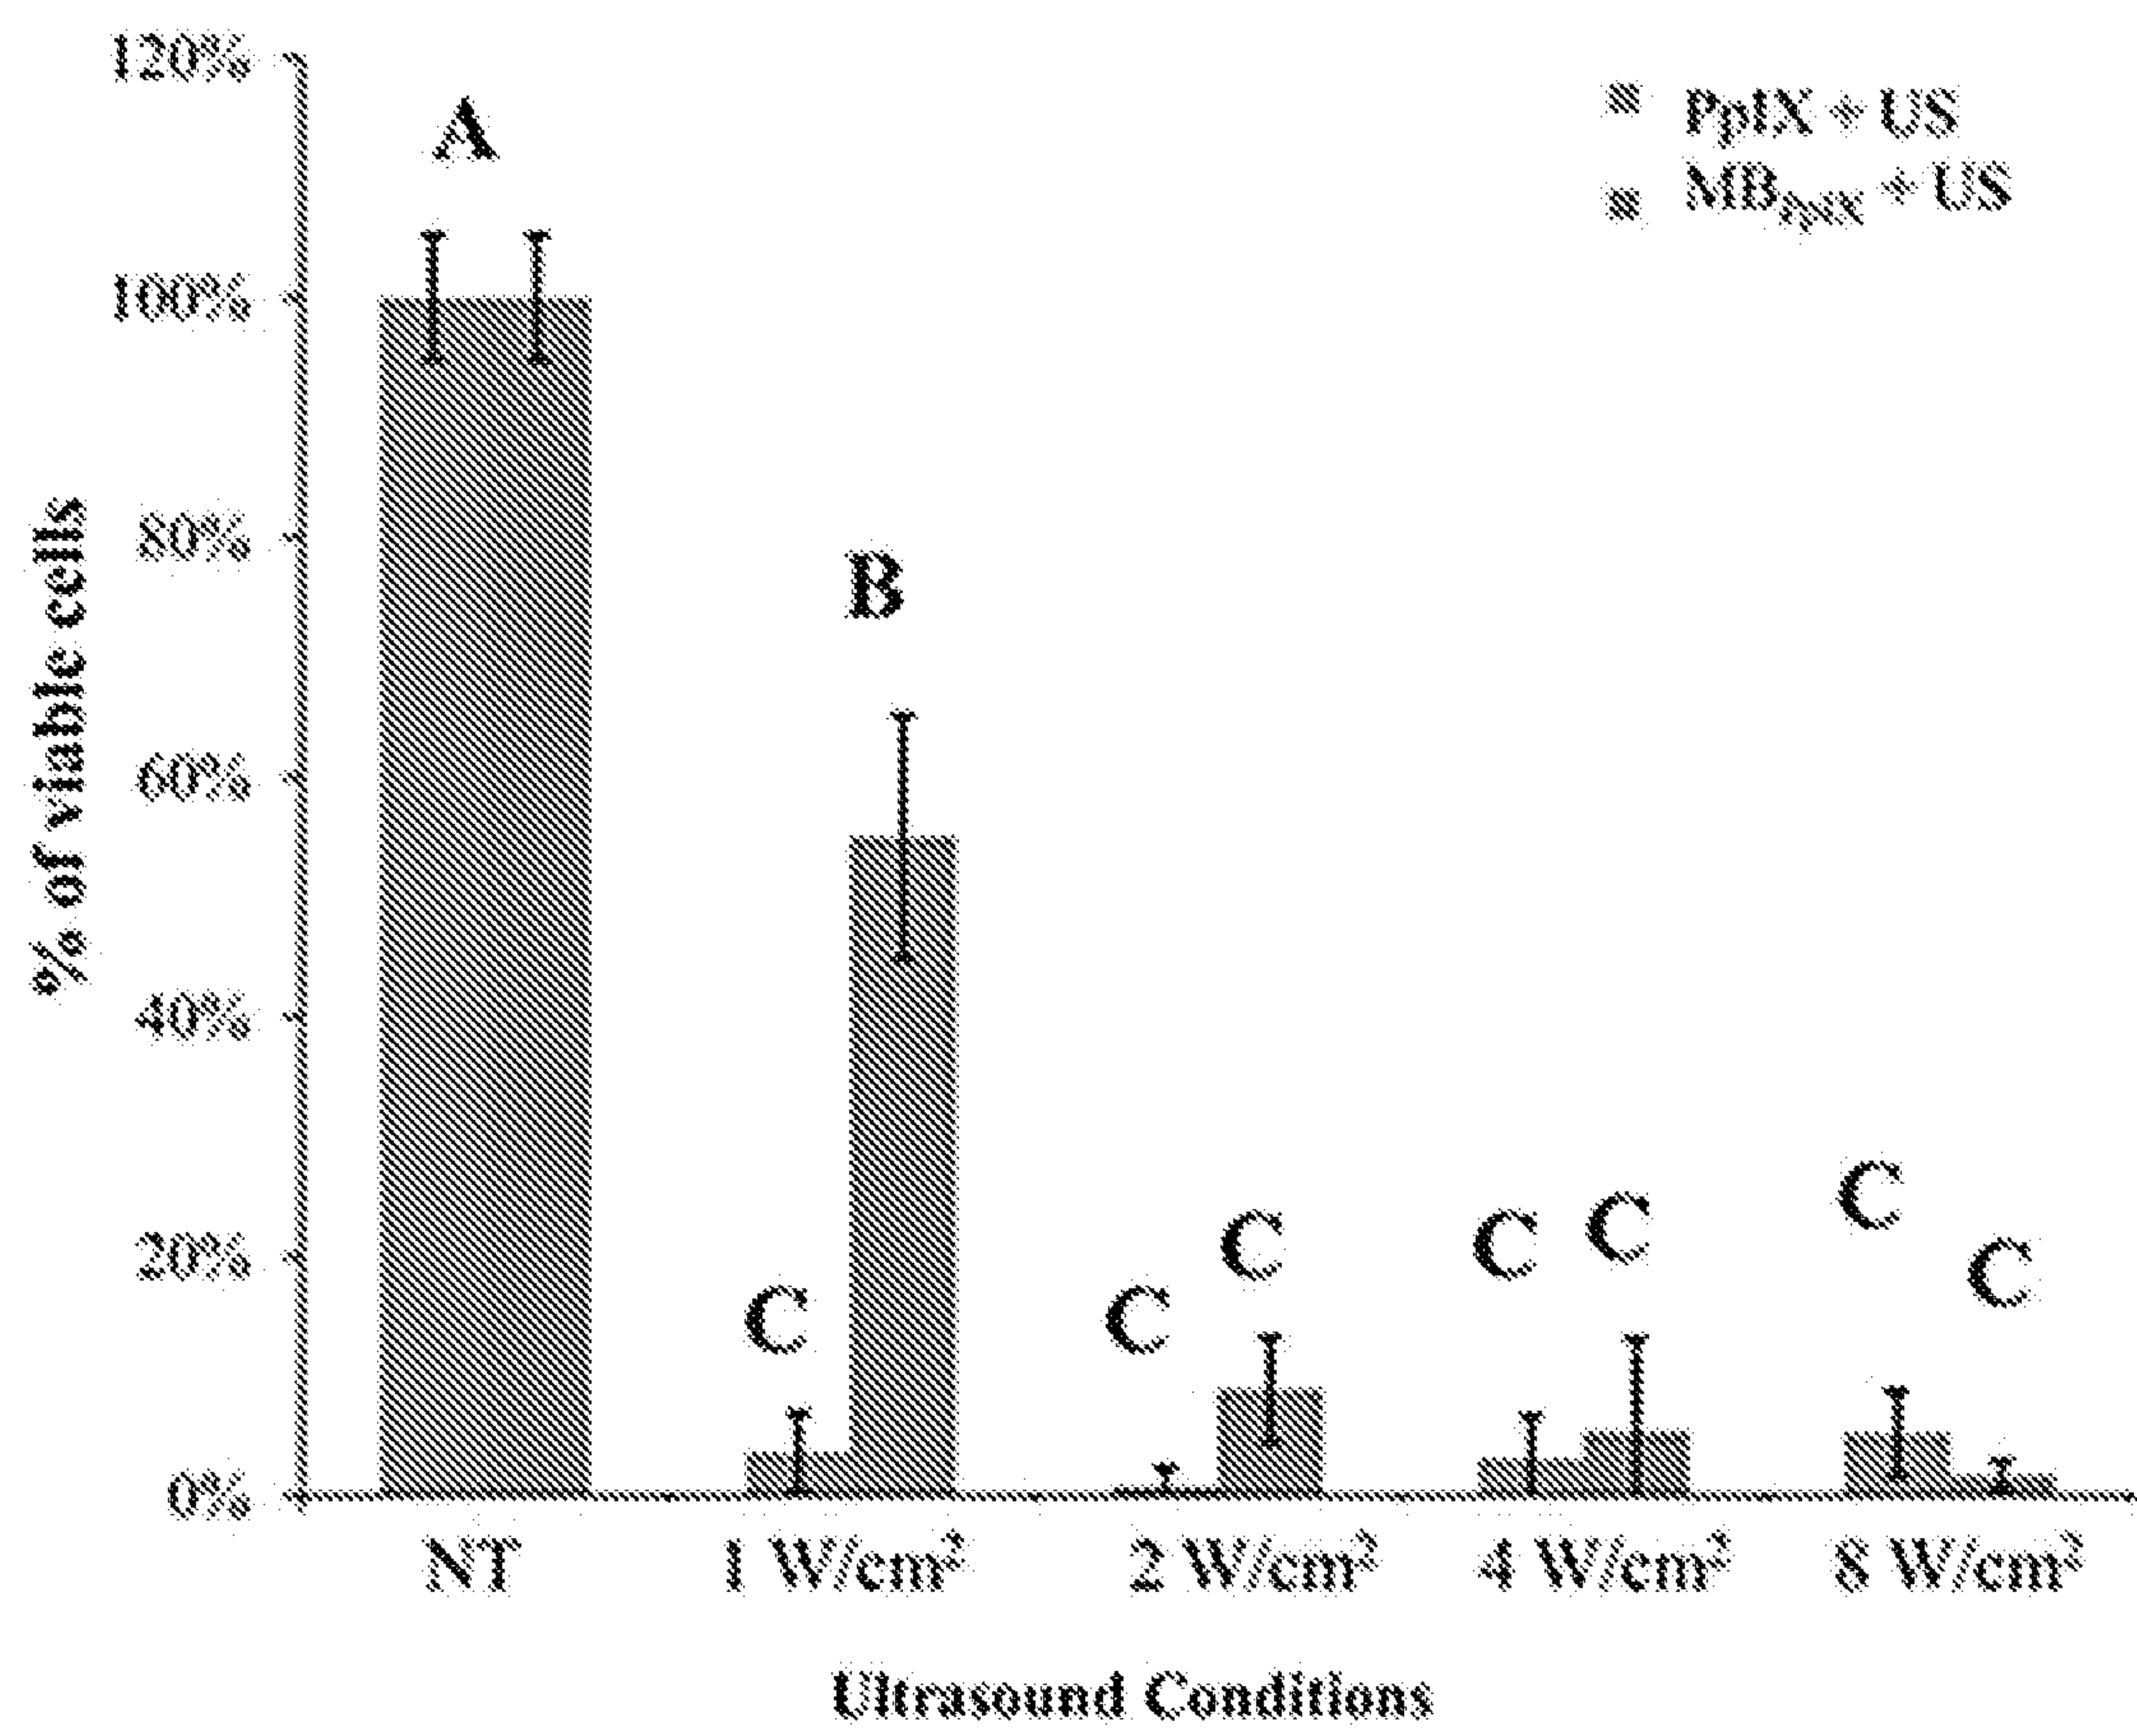 120%
100%
80%
60%
40%
20%
0%
% of viable cells
PpIX + US
MBPpIX + US
A
B
C
C
C
C
C
C
C
NT
1 W/cm²
2 W/cm²
4 W/cm²
8 W/cm²
Ultrasound Conditions